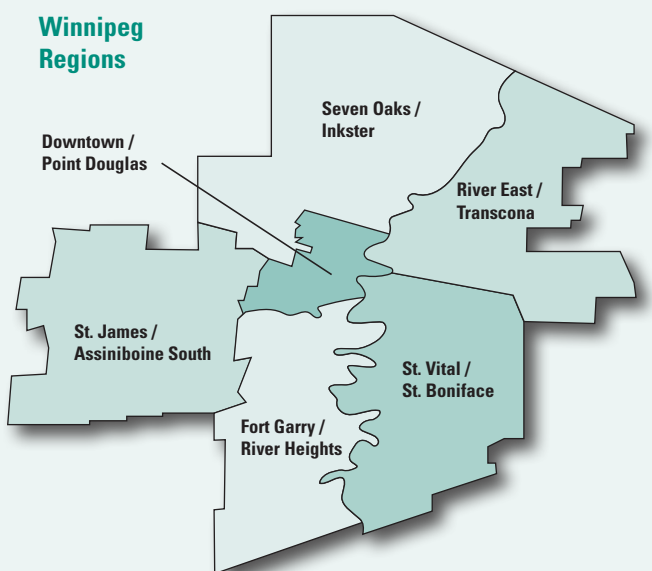 Winnipeg
Regions
Seven Oaks /
Inkster
Downtown /
Point Douglas
River East /
Transcona
St. James /
Assiniboine South
St. Vital /
St. Boniface
Fort Garry /
River Heights